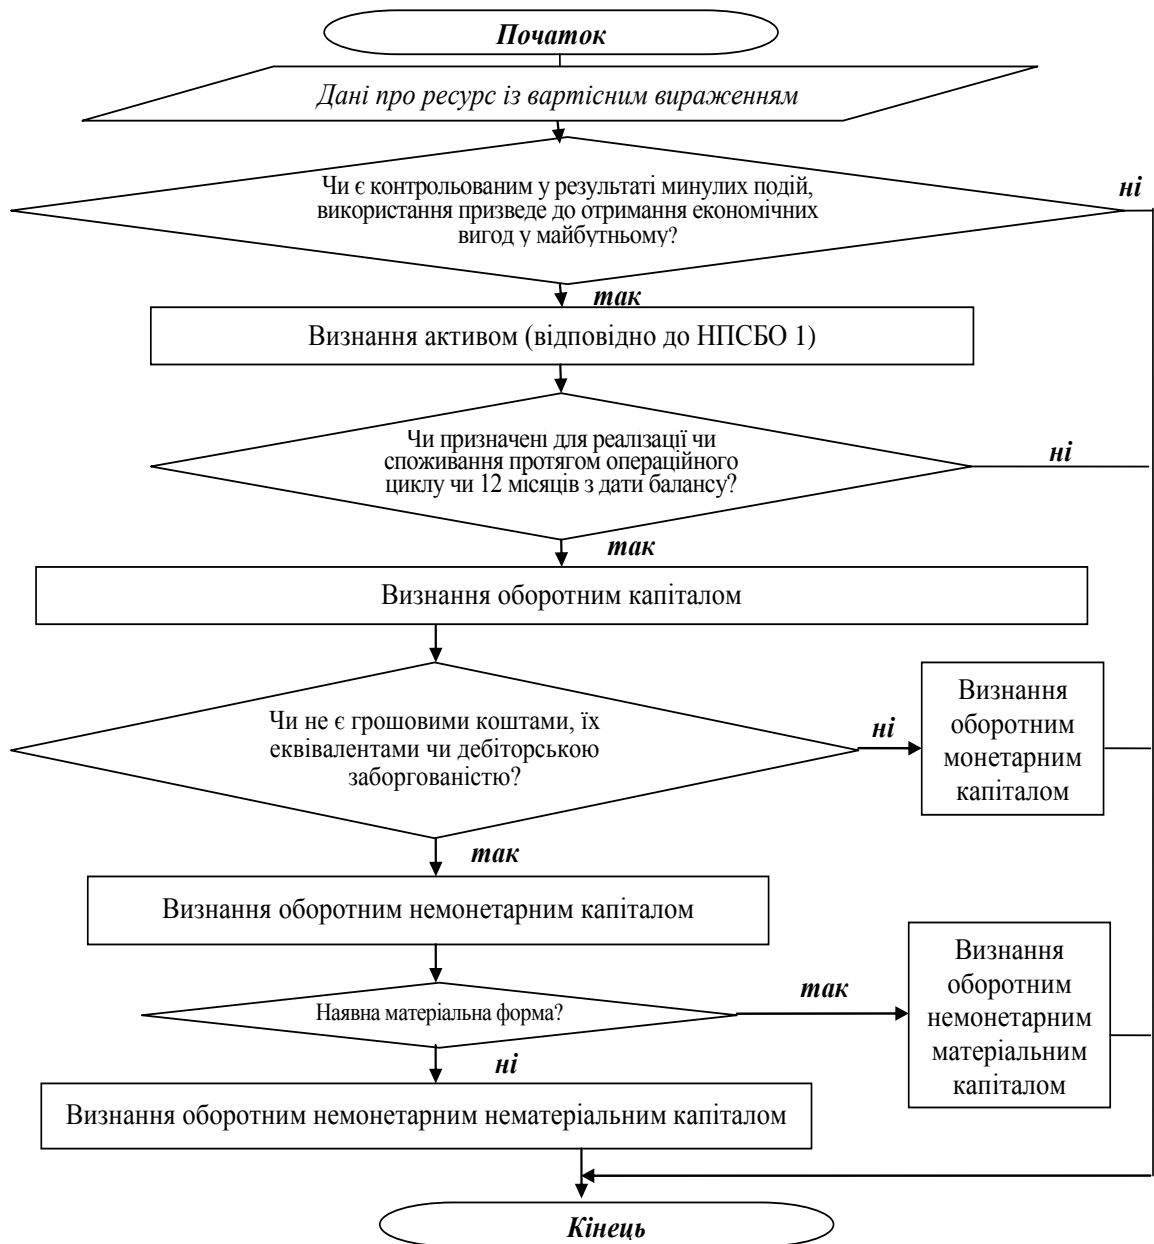 Початок
Дані про ресурс із вартісним вираженням
Чи є контрольованим у результаті минулих подій,
використання призведе до отримання економічних
вигод у майбутньому?
ні
так
Визнання активом (відповідно до НПСБО 1)
Чи призначені для реалізації чи
споживання протягом операційного
циклу чи 12 місяців з дати балансу?
ні
так
Визнання оборотним капіталом
Чи не є грошовими коштами, їх
еквівалентами чи дебіторською
заборгованістю?
ні
Визнання
оборотним
монетарним
капіталом
так
Визнання оборотним немонетарним капіталом
Наявна матеріальна форма?
так
Визнання
оборотним
немонетарним
матеріальним
капіталом
ні
Визнання оборотним немонетарним нематеріальним капіталом
Кінець